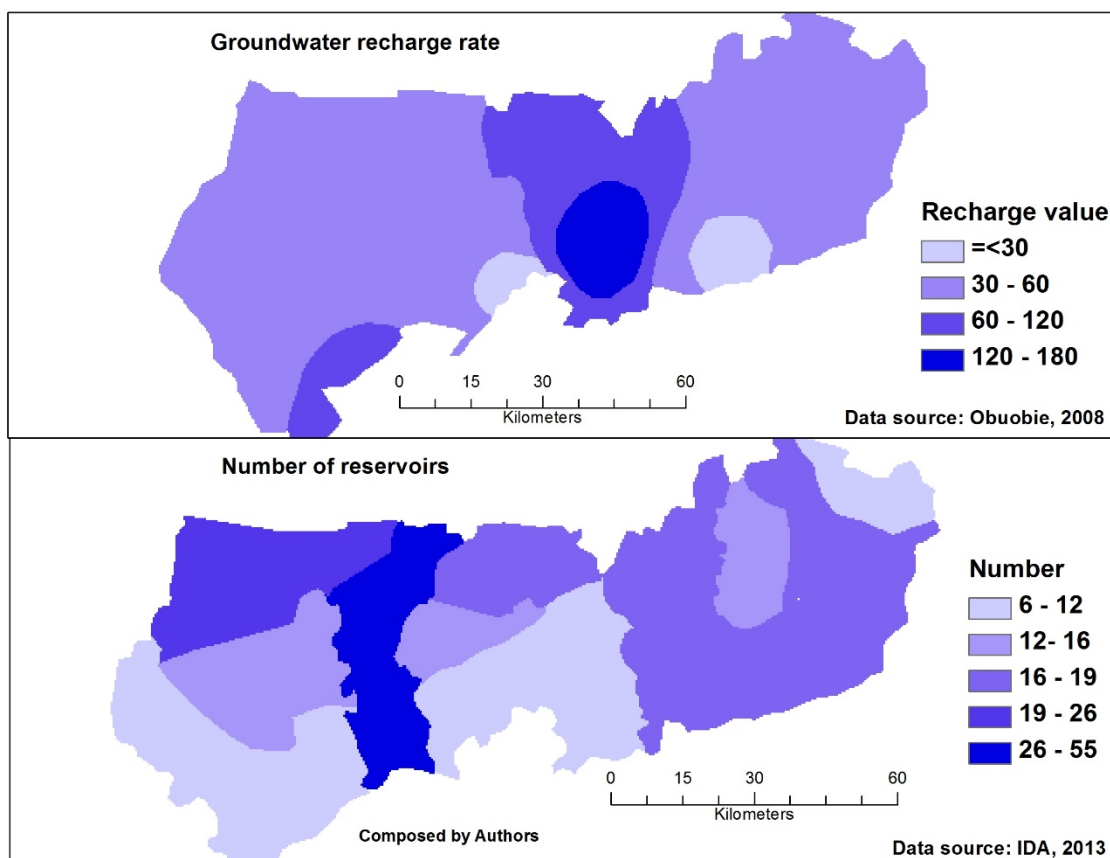 Groundwater recharge rate
Recharge value
=<30
30 - 60
60 - 120
120 - 180
0 15 30 60
Kilometers
Data source: Obuobie, 2008
Number of reservoirs
Number
6 - 12
12- 16
16 - 19
19 - 26
26 - 55
0 15 30 60
Kilometers
Composed by Authors
Data source: IDA, 2013